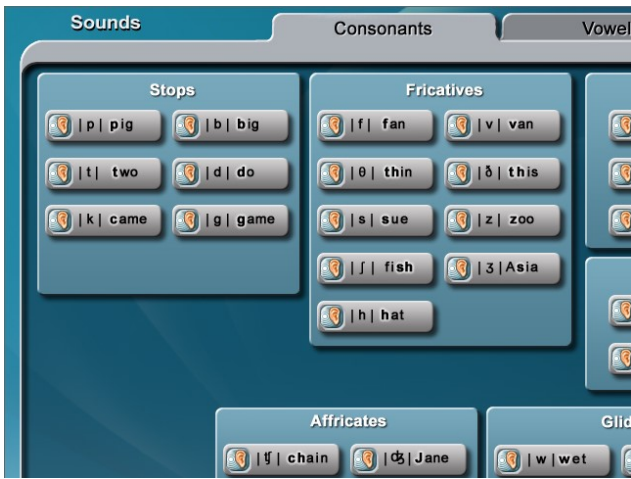 Sounds
Consonants
Vowel
Stops
|p| pig
|b| big
|t| two
|d| do
|k| came
|g| game
Fricatives
|f| fan
|v| van
|θ| thin
|ð| this
|s| sue
|z| zoo
|ʃ| fish
|ʒ| Asia
|h| hat
Affricates
|ʧ| chain
|ʤ| Jane
Glid
|w| wet